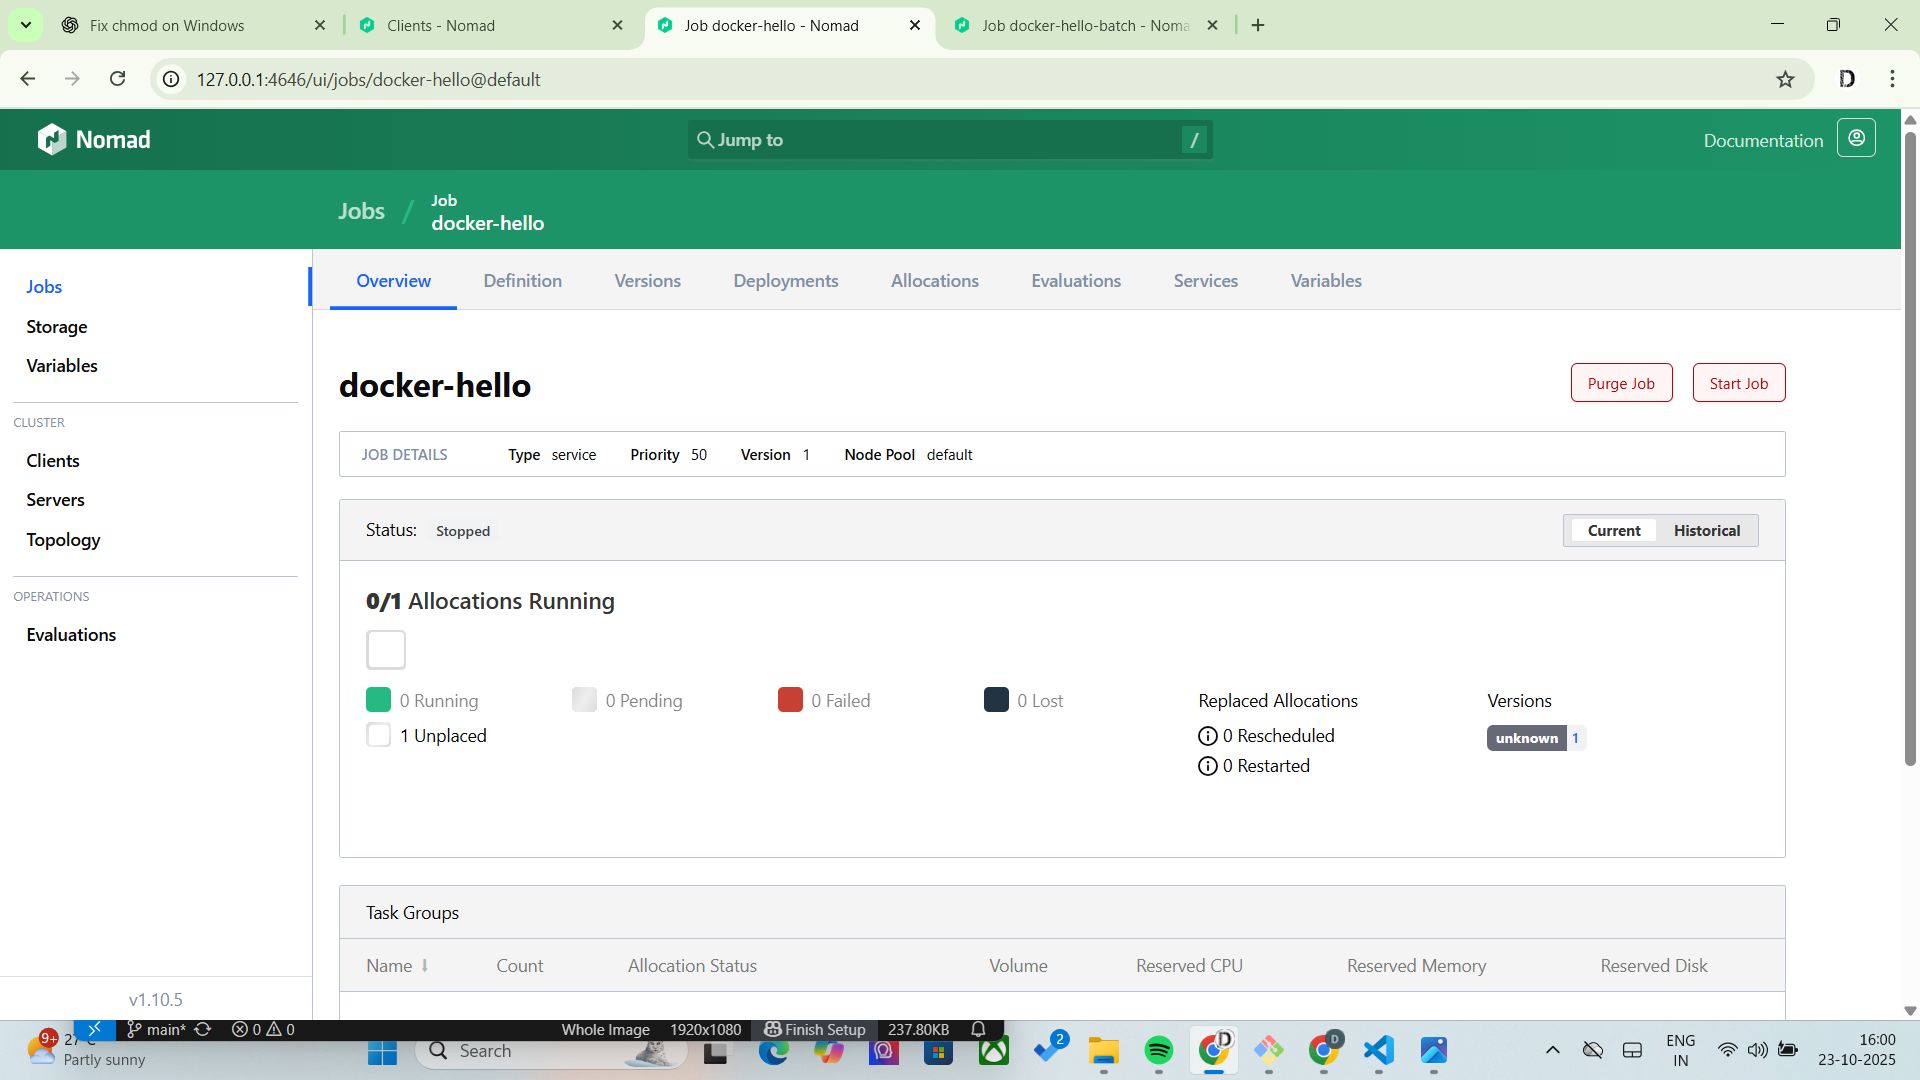 Fix chmod on Windows
Clients - Nomad
Job docker-hello - Nomad
Job docker-hello-batch - Noma
127.0.0.1:4646/ui/jobs/docker-hello@default
D
Nomad
Jump to
/
Documentation
Jobs / Job
docker-hello
Jobs
Storage
Variables
CLUSTER
Clients
Servers
Topology
OPERATIONS
Evaluations
v1.10.5
Overview Definition Versions Deployments Allocations Evaluations Services Variables
docker-hello
Purge Job Start Job
JOB DETAILS Type service Priority 50 Version 1 Node Pool default
Status: Stopped
Current Historical
0/1 Allocations Running
0 Running 0 Pending 0 Failed 0 Lost
1 Unplaced
Replaced Allocations
0 Rescheduled
0 Restarted
Versions
unknown 1
Task Groups
Name Count Allocation Status Volume Reserved CPU Reserved Memory Reserved Disk
main* 0 0 Whole Image 1920x1080 Finish Setup 237.80KB
9+
Partly sunny
Search
2
D
D
ENG
IN
16:00
23-10-2025